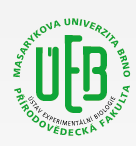 MASARYKOVA UNIVERZITA BRNO
ÚEB
ÚSTAV EXPERIMENTÁLNÍ BIOLOGIE
PŘÍRODOVĚDECKÁ FAKULTA